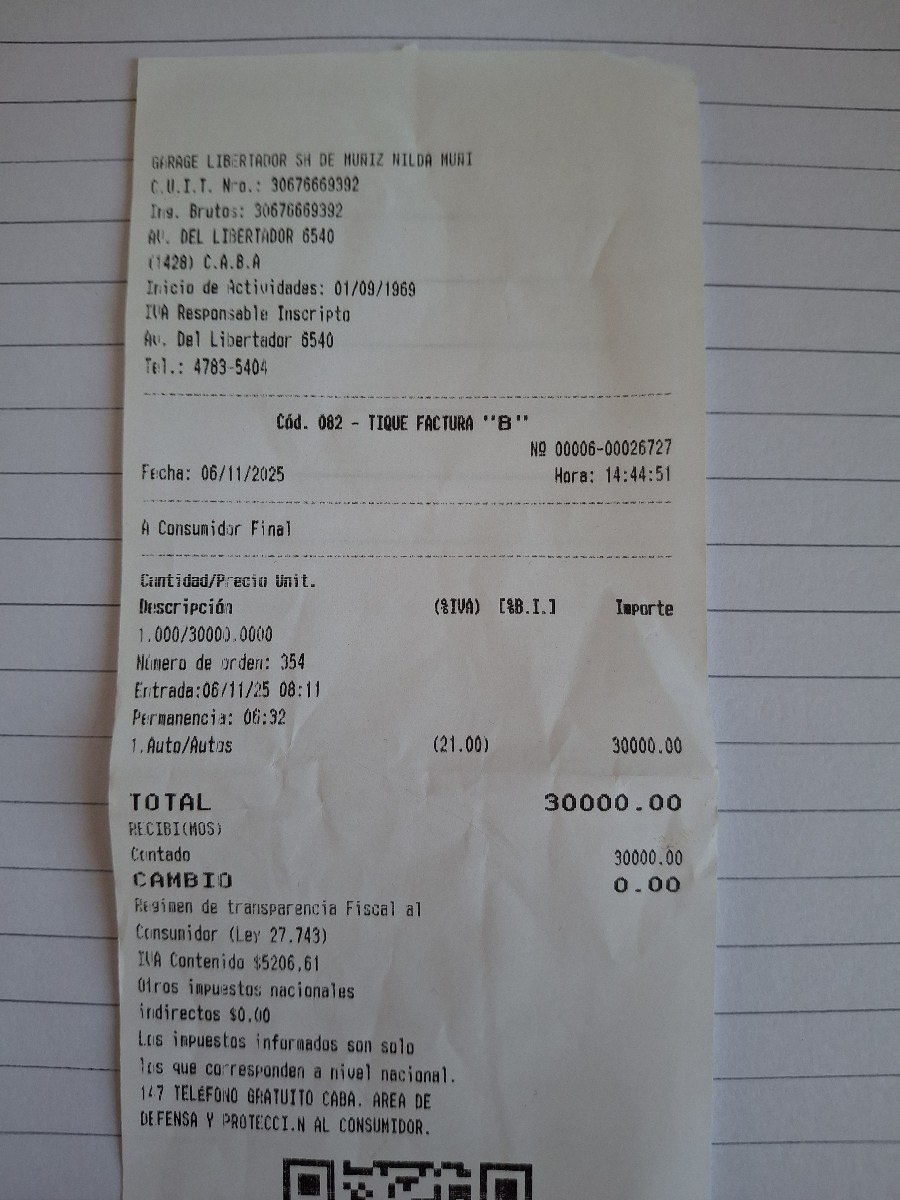 GARAGE LIBERTADOR SH DE MUÑIZ NILDA MUÑI
C.U.I.T. Nro.: 30676669392
Ing. Brutos: 30676669392
AV. DEL LIBERTADOR 6540
(1428) C.A.B.A
Inicio de Actividades: 01/09/1969
IVA Responsable Inscripto
Av. Del Libertador 6540
Tel.: 4783-5404
Cód. 082 - TIQUE FACTURA "B"
Nº 00006-00026727
Fecha: 06/11/2025 Hora: 14:44:51
A Consumidor Final
Cantidad/Precio Unit.
Descripción (%IVA) [%B.I.] Importe
1.000/30000.0000
Número de orden: 354
Entrada:06/11/25 08:11
Permanencia: 06:32
1.Auto/Autos (21.00) 30000.00
TOTAL 30000.00
RECIBI(MOS)
Contado 30000.00
CAMBIO 0.00
Régimen de transparencia Fiscal al
Consumidor (Ley 27.743)
IVA Contenido $5206,61
Otros impuestos nacionales
indirectos $0,00
Los impuestos informados son solo
los que corresponden a nivel nacional.
147 TELÉFONO GRATUITO CABA. AREA DE
DEFENSA Y PROTECCI.N AL CONSUMIDOR.